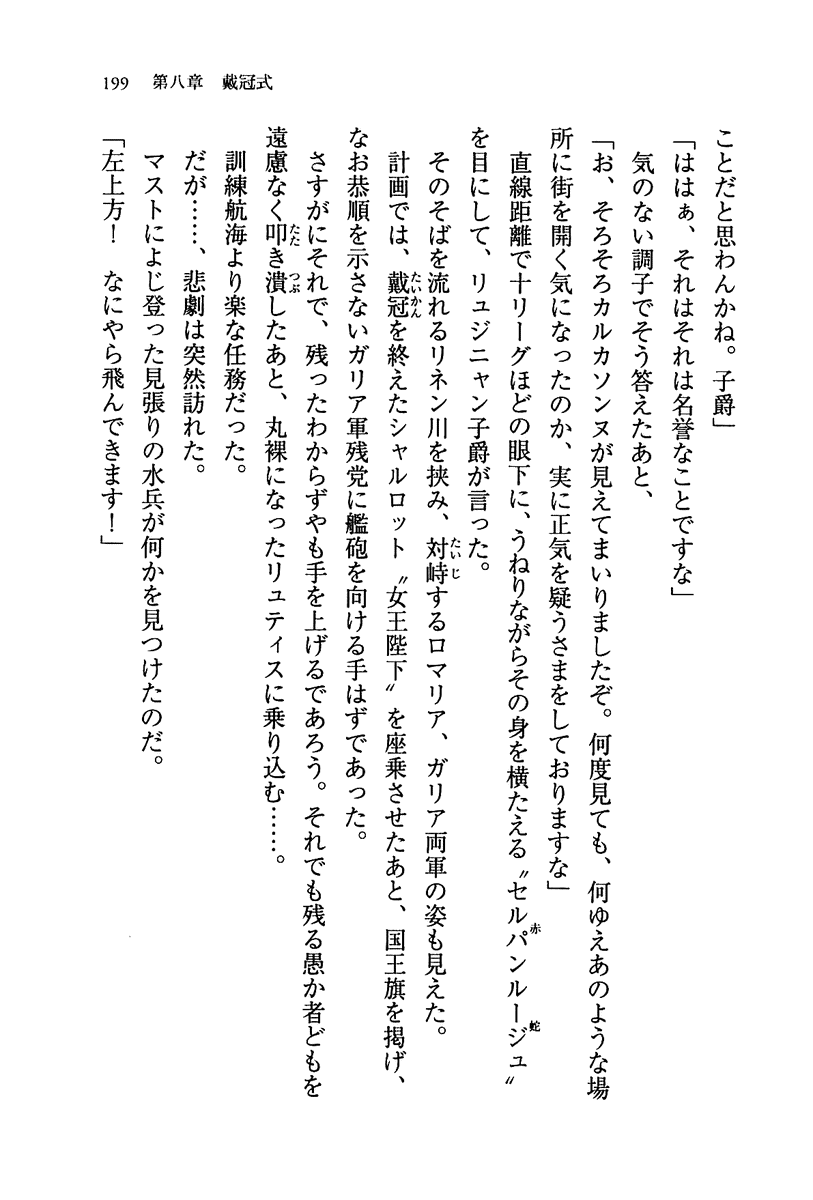 199　第八章　戴冠式
ことだと思わんかね。子爵」
「ははぁ、それはそれは名誉なことですな」
　気のない調子でそう答えたあと、
「お、そろそろカルカソンヌが見えてまいりましたぞ。何度見ても、何ゆえあのような場
所に街を開く気になったのか、実に正気を疑うさまをしておりますな」
　直線距離で十リーグほどの眼下に、うねりながらその身を横たえる〝セルパンルージュ〟
を目にして、リュジニャン子爵が言った。
　そのそばを流れるリネン川を挟み、対峙するロマリア、ガリア両軍の姿も見えた。
　計画では、戴冠を終えたシャルロット〝女王陛下〟を座乗させたあと、国王旗を掲げ、
なお恭順を示さないガリア軍残党に艦砲を向ける手はずであった。
　さすがにそれで、残ったわからずやも手を上げるであろう。それでも残る愚か者どもを
遠慮なく叩き潰したあと、丸裸になったリュティスに乗り込む……。
　訓練航海より楽な任務だった。
　だが……、悲劇は突然訪れた。
　マストによじ登った見張りの水兵が何かを見つけたのだ。
「左上方！　なにやら飛んできます！」